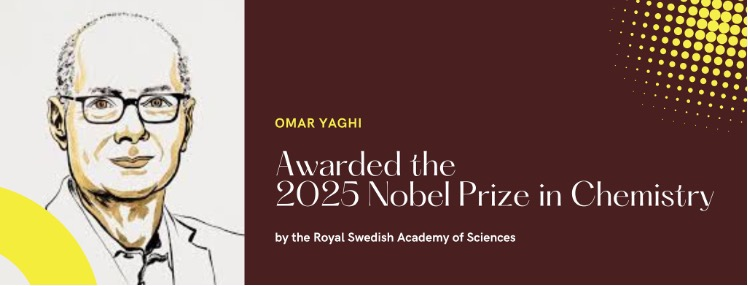 OMAR YAGHI
Awarded the
2025 Nobel Prize in Chemistry
by the Royal Swedish Academy of Sciences